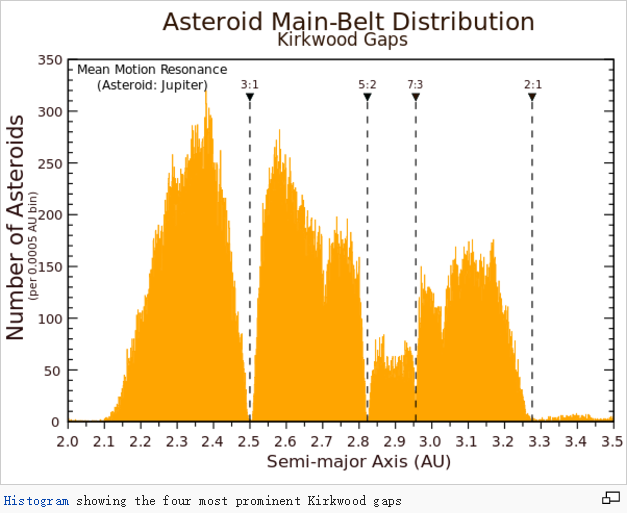 Asteroid Main-Belt Distribution
Kirkwood Gaps
350
Mean Motion Resonance
(Asteroid: Jupiter)
3:1
5:2
7:3
2:1
300
250
200
150
100
50
0
Number of Asteroids
(per 0.0005 AU bin)
2.0 2.1 2.2 2.3 2.4 2.5 2.6 2.7 2.8 2.9 3.0 3.1 3.2 3.3 3.4 3.5
Semi-major Axis (AU)
Histogram showing the four most prominent Kirkwood gaps